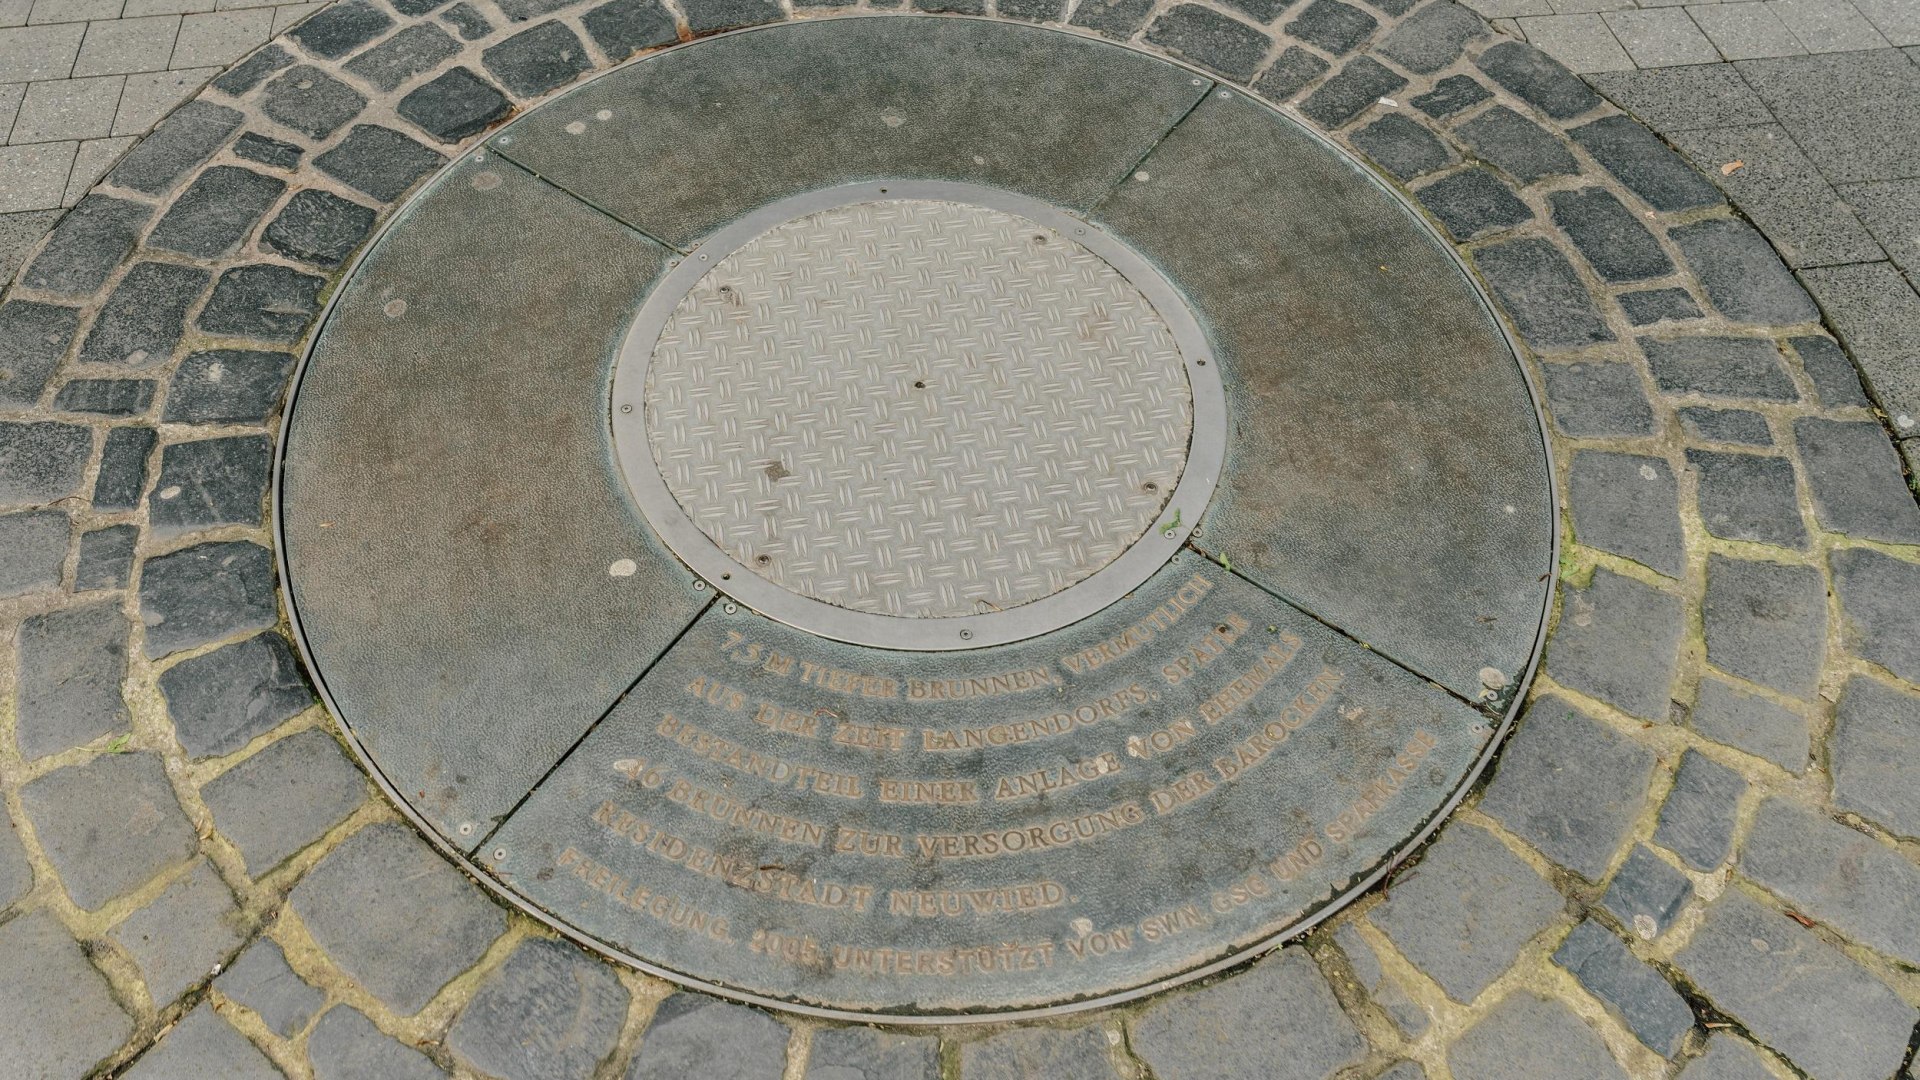 7,5 M TIEFER BRUNNEN, VERMUTLICH
AUS DER ZEIT LANGENDORFS, SPÄTER
BESTANDTEIL EINER ANLAGE VON EHEMALS
40 BRUNNEN ZUR VERSORGUNG DER BAROCKEN
RESIDENZSTADT NEUWIED.
FREILEGUNG 2005 UNTERSTÜTZT VON SWN, GSG UND SPARKASSE